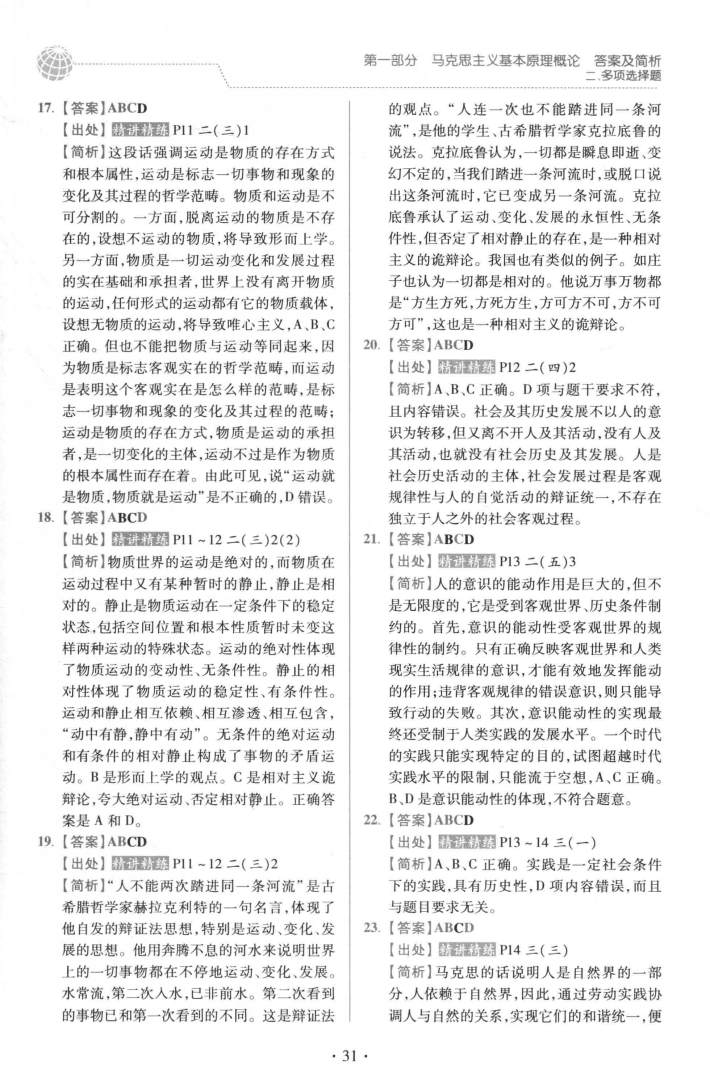 第一部分　马克思主义基本原理概论　答案及简析
二、多项选择题
17.【答案】ABCD
【出处】精讲精练 P11 二(三)1
【简析】这段话强调运动是物质的存在方式
和根本属性,运动是标志一切事物和现象的
变化及其过程的哲学范畴。物质和运动是不
可分割的。一方面,脱离运动的物质是不存
在的,设想不运动的物质,将导致形而上学。
另一方面,物质是一切运动变化和发展过程
的实在基础和承担者,世界上没有离开物质
的运动,任何形式的运动都有它的物质载体,
设想无物质的运动,将导致唯心主义,A、B、C
正确。但也不能把物质与运动等同起来,因
为物质是标志客观实在的哲学范畴,而运动
是表明这个客观实在是怎么样的范畴,是标
志一切事物和现象的变化及其过程的范畴;
运动是物质的存在方式,物质是运动的承担
者,是一切变化的主体,运动不过是作为物质
的根本属性而存在着。由此可见,说“运动就
是物质,物质就是运动”是不正确的,D 错误。
18.【答案】ABCD
【出处】精讲精练 P11～12 二(三)2(2)
【简析】物质世界的运动是绝对的,而物质在
运动过程中又有某种暂时的静止,静止是相
对的。静止是物质运动在一定条件下的稳定
状态,包括空间位置和根本性质暂时未变这
样两种运动的特殊状态。运动的绝对性体现
了物质运动的变动性、无条件性。静止的相
对性体现了物质运动的稳定性、有条件性。
运动和静止相互依赖、相互渗透、相互包含,
“动中有静,静中有动”。无条件的绝对运动
和有条件的相对静止构成了事物的矛盾运
动。B 是形而上学的观点。C 是相对主义诡
辩论,夸大绝对运动、否定相对静止。正确答
案是 A 和 D。
19.【答案】ABCD
【出处】精讲精练 P11～12 二(三)2
【简析】“人不能两次踏进同一条河流”是古
希腊哲学家赫拉克利特的一句名言,体现了
他自发的辩证法思想,特别是运动、变化、发
展的思想。他用奔腾不息的河水来说明世界
上的一切事物都在不停地运动、变化、发展。
水常流,第二次入水,已非前水。第二次看到
的事物已和第一次看到的不同。这是辩证法
的观点。“人连一次也不能踏进同一条河
流”,是他的学生、古希腊哲学家克拉底鲁的
说法。克拉底鲁认为,一切都是瞬息即逝、变
幻不定的,当我们踏进一条河流时,或脱口说
出这条河流时,它已变成另一条河流。克拉
底鲁承认了运动、变化、发展的永恒性、无条
件性,但否定了相对静止的存在,是一种相对
主义的诡辩论。我国也有类似的例子。如庄
子也认为一切都是相对的。他说万事万物都
是“方生方死,方死方生,方可方不可,方不可
方可”,这也是一种相对主义的诡辩论。
20.【答案】ABCD
【出处】精讲精练 P12 二(四)2
【简析】A、B、C 正确。D 项与题干要求不符,
且内容错误。社会及其历史发展不以人的意
识为转移,但又离不开人及其活动,没有人及
其活动,也就没有社会历史及其发展。人是
社会历史活动的主体,社会发展过程是客观
规律性与人的自觉活动的辩证统一,不存在
独立于人之外的社会客观过程。
21.【答案】ABCD
【出处】精讲精练 P13 二(五)3
【简析】人的意识的能动作用是巨大的,但不
是无限度的,它是受到客观世界、历史条件制
约的。首先,意识的能动性受客观世界的规
律性的制约。只有正确反映客观世界和人类
现实生活规律的意识,才能有效地发挥能动
的作用;违背客观规律的错误意识,则只能导
致行动的失败。其次,意识能动性的实现最
终还受制于人类实践的发展水平。一个时代
的实践只能实现特定的目的,试图超越时代
实践水平的限制,只能流于空想,A、C 正确。
B、D 是意识能动性的体现,不符合题意。
22.【答案】ABCD
【出处】精讲精练 P13～14 三(一)
【简析】A、B、C 正确。实践是一定社会条件
下的实践,具有历史性,D 项内容错误,而且
与题目要求无关。
23.【答案】ABCD
【出处】精讲精练 P14 三(三)
【简析】马克思的话说明人是自然界的一部
分,人依赖于自然界,因此,通过劳动实践协
调人与自然的关系,实现它们的和谐统一,便
· 31 ·